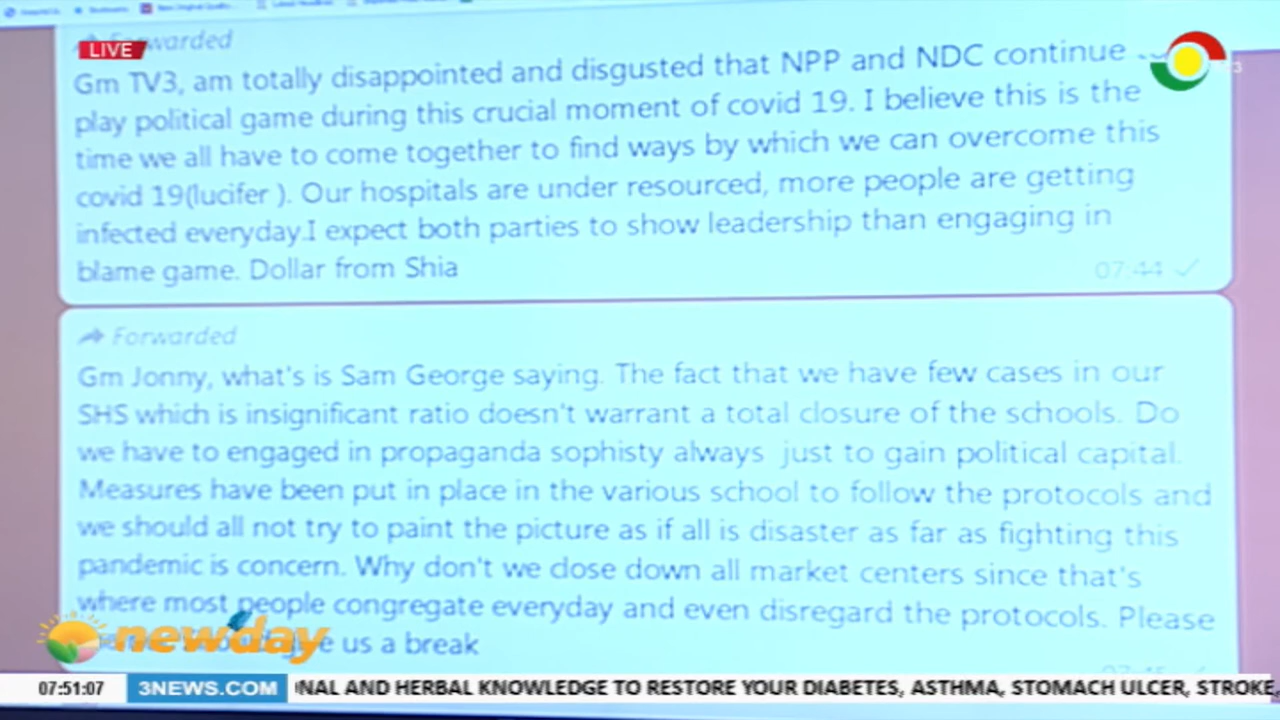 Forwarded
LIVE
Gm TV3, am totally disappointed and disgusted that NPP and NDC continue
play political game during this crucial moment of covid 19. I believe this is the
time we all have to come together to find ways by which we can overcome this
covid 19(lucifer ). Our hospitals are under resourced, more people are getting
infected everyday.I expect both parties to show leadership than engaging in
blame game. Dollar from Shia
07:44
Forwarded
Gm Jonny, what's is Sam George saying. The fact that we have few cases in our
SHS which is insignificant ratio doesn't warrant a total closure of the schools. Do
we have to engaged in propaganda sophisty always just to gain political capital.
Measures have been put in place in the various school to follow the protocols and
we should all not try to paint the picture as if all is disaster as far as fighting this
pandemic is concern. Why don't we close down all market centers since that's
where most people congregate everyday and even disregard the protocols. Please
us a break
newday
07:51:07
3NEWS.COM
NAL AND HERBAL KNOWLEDGE TO RESTORE YOUR DIABETES, ASTHMA, STOMACH ULCER, STROKE,